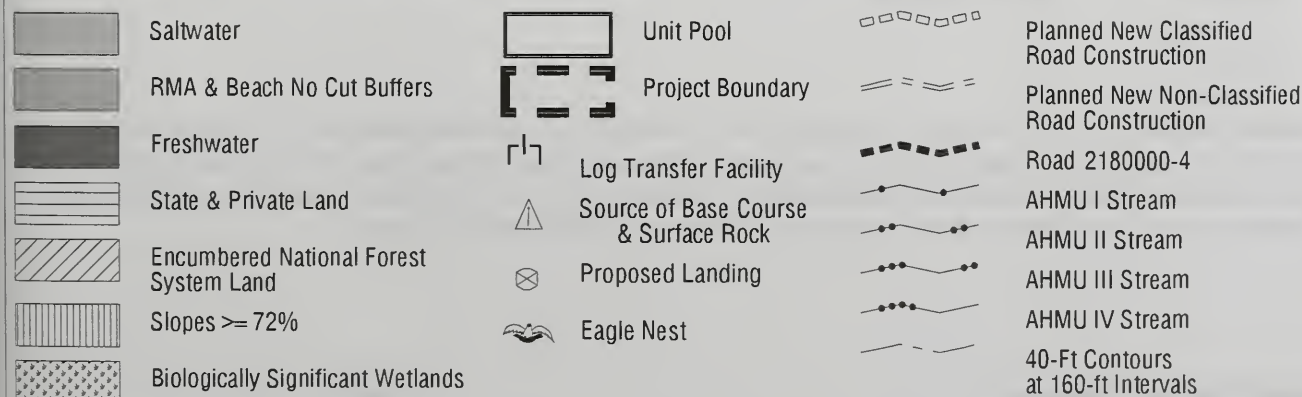 Saltwater
RMA & Beach No Cut Buffers
Freshwater
State & Private Land
Encumbered National Forest
System Land
Slopes >= 72%
Biologically Significant Wetlands
Unit Pool
Project Boundary
Log Transfer Facility
Source of Base Course
& Surface Rock
Proposed Landing
Eagle Nest
Planned New Classified
Road Construction
Planned New Non-Classified
Road Construction
Road 2180000-4
AHMU I Stream
AHMU II Stream
AHMU III Stream
AHMU IV Stream
40-Ft Contours
at 160-ft Intervals